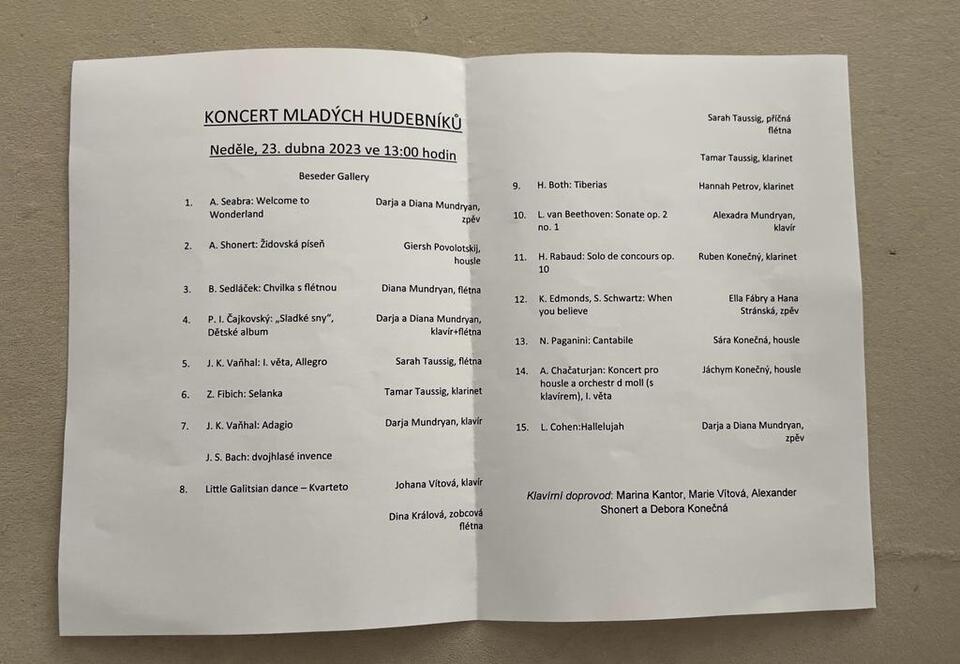 KONCERT MLADÝCH HUDEBNÍKŮ
Neděle, 23. dubna 2023 ve 13:00 hodin
Beseder Gallery
1. A. Seabra: Welcome to Darja a Diana Mundryan,
Wonderland zpěv
2. A. Shonert: Židovská píseň Giersh Povolotskij,
housle
3. B. Sedláček: Chvilka s flétnou Diana Mundryan, flétna
4. P. I. Čajkovský: „Sladké sny“, Darja a Diana Mundryan,
Dětské album klavír+flétna
5. J. K. Vaňhal: I. věta, Allegro Sarah Taussig, flétna
6. Z. Fibich: Selanka Tamar Taussig, klarinet
7. J. K. Vaňhal: Adagio Darja Mundryan, klavír
J. S. Bach: dvojhlasé invence
8. Little Galitsian dance – Kvarteto Johana Vítová, klavír
Dina Králová, zobcová
flétna
Sarah Taussig, příčná
flétna
Tamar Taussig, klarinet
9. H. Both: Tiberias Hannah Petrov, klarinet
10. L. van Beethoven: Sonate op. 2 Alexadra Mundryan,
no. 1 klavír
11. H. Rabaud: Solo de concours op. Ruben Konečný, klarinet
10
12. K. Edmonds, S. Schwartz: When Ella Fábry a Hana
you believe Stránská, zpěv
13. N. Paganini: Cantabile Sára Konečná, housle
14. A. Chačaturjan: Koncert pro Jáchym Konečný, housle
housle a orchestr d moll (s
klavírem), I. věta
15. L. Cohen:Hallelujah Darja a Diana Mundryan,
zpěv
Klavírní doprovod: Marina Kantor, Marie Vítová, Alexander
Shonert a Debora Konečná